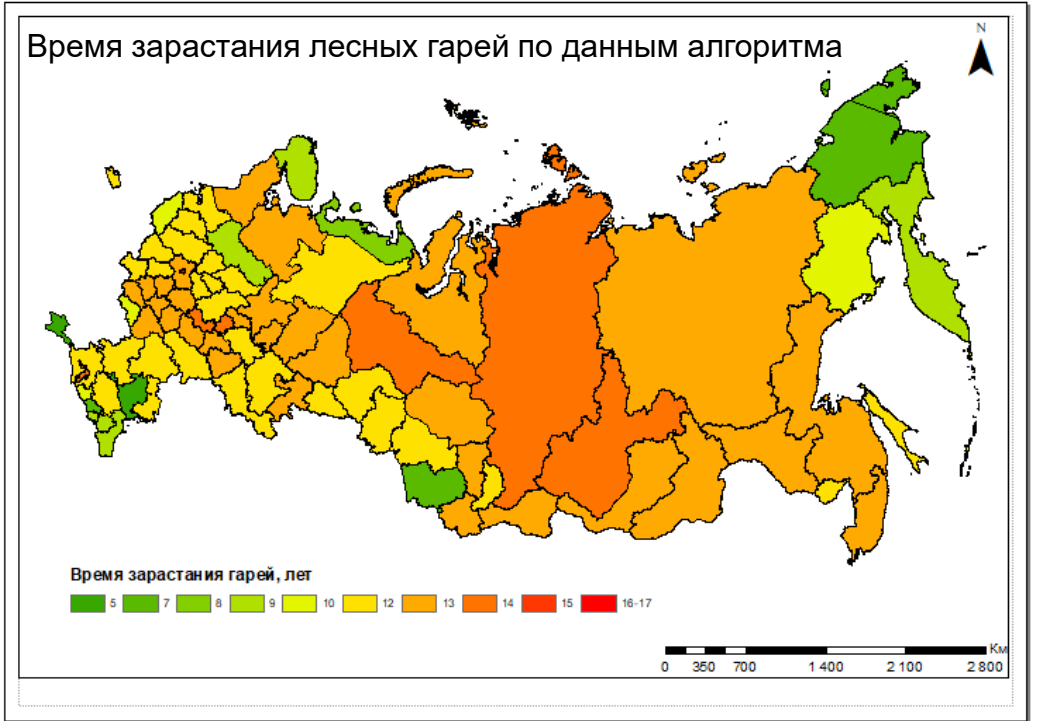 Время зарастания лесных гарей по данным алгоритма
N
Время зарастания гарей, лет
5 7 8 9 10 12 13 14 15 16-17
Км
0 350 700 1 400 2 100 2 800